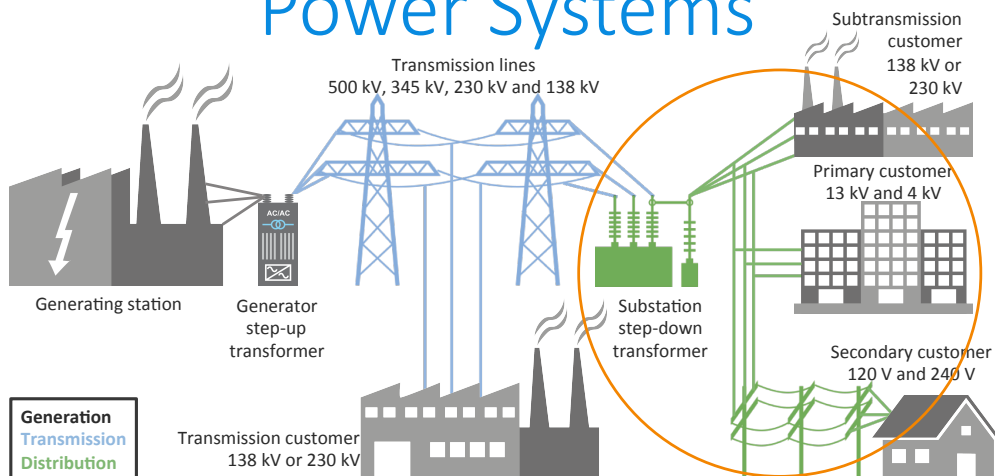 Power Systems
Subtransmission
customer
138 kV or
230 kV
Transmission lines
500 kV, 345 kV, 230 kV and 138 kV
Primary customer
13 kV and 4 kV
AC/AC
Generating station
Generator
step-up
transformer
Substation
step-down
transformer
Secondary customer
120 V and 240 V
Transmission customer
138 kV or 230 kV
Generation
Transmission
Distribution